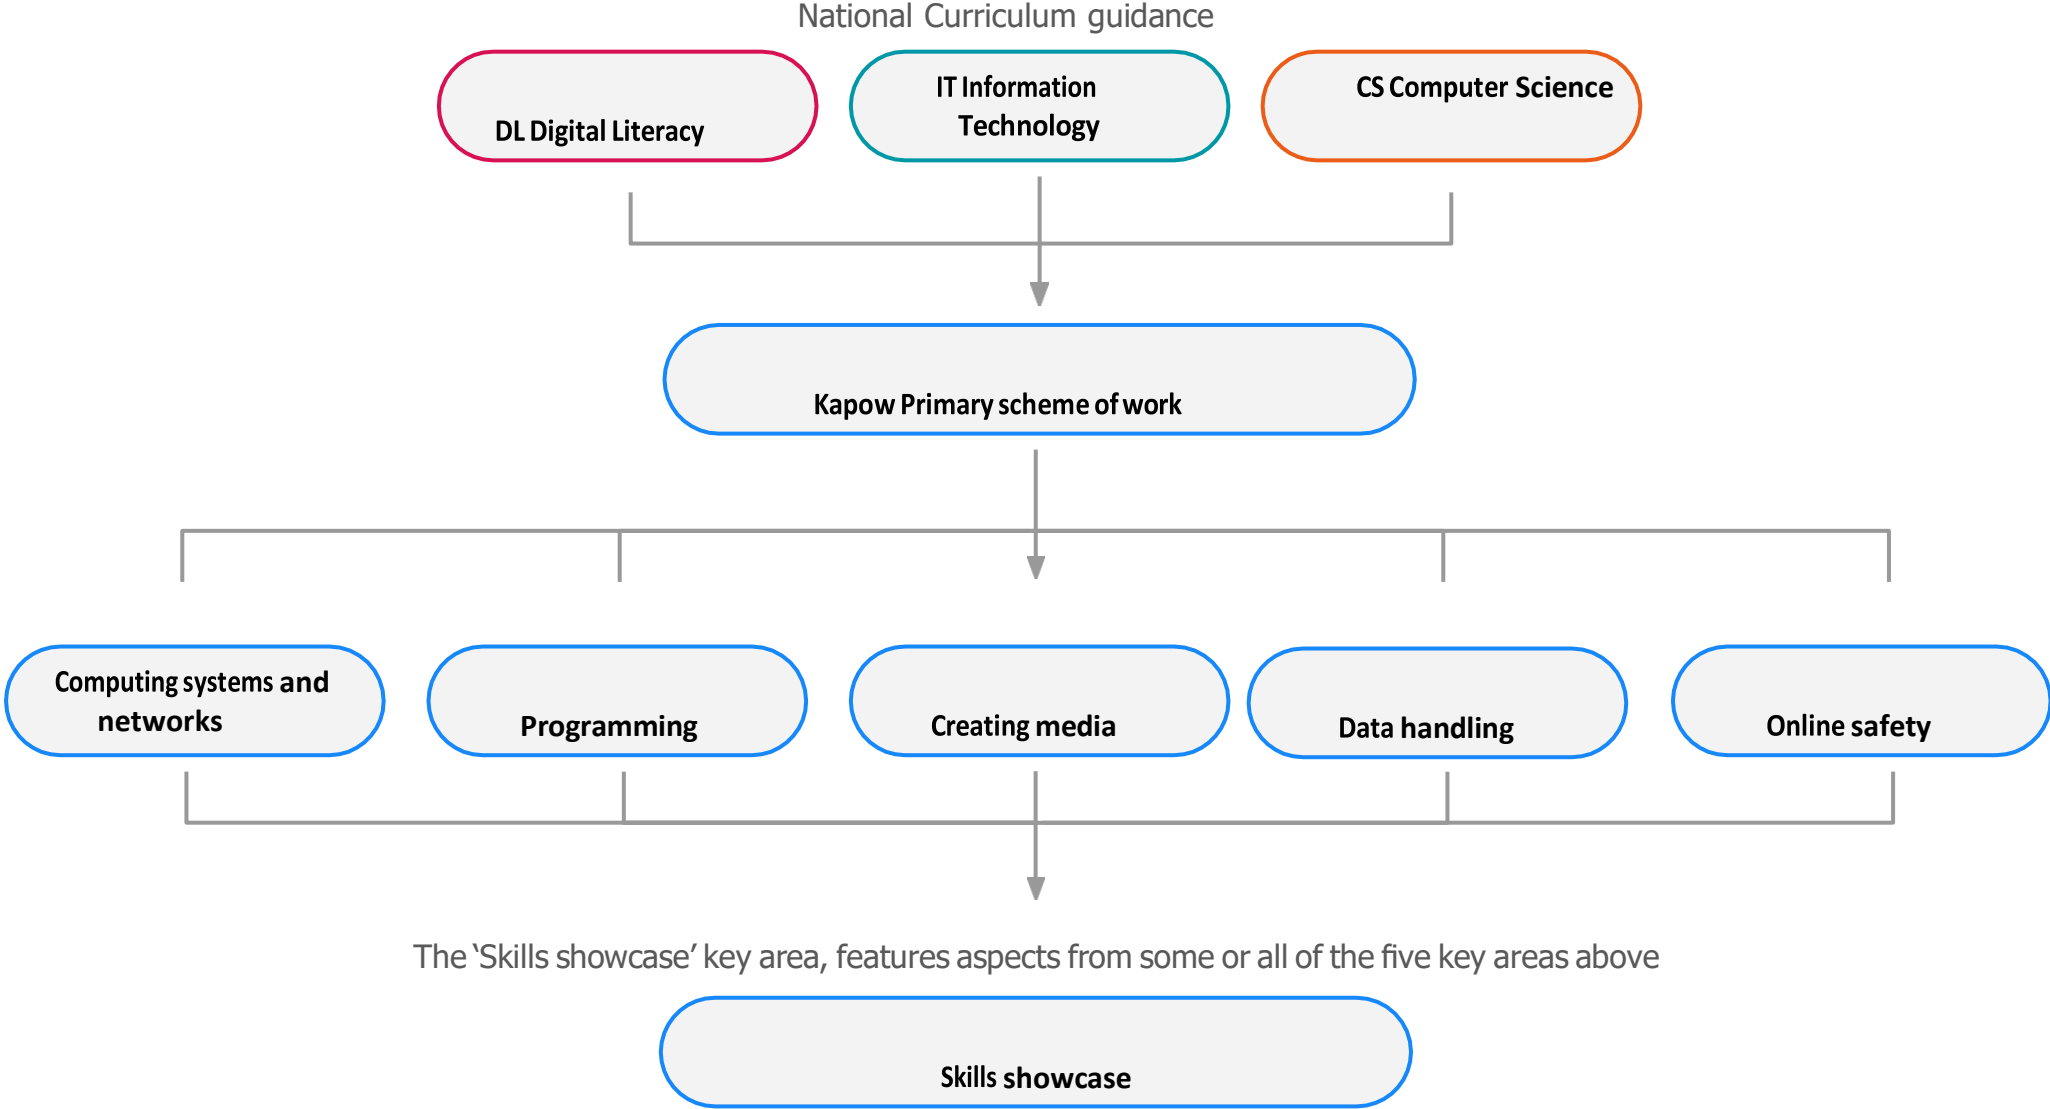 National Curriculum guidance
DL Digital Literacy
IT Information
Technology
CS Computer Science
Kapow Primary scheme of work
Computing systems and
networks
Programming
Creating media
Data handling
Online safety
The ‘Skills showcase’ key area, features aspects from some or all of the five key areas above
Skills showcase